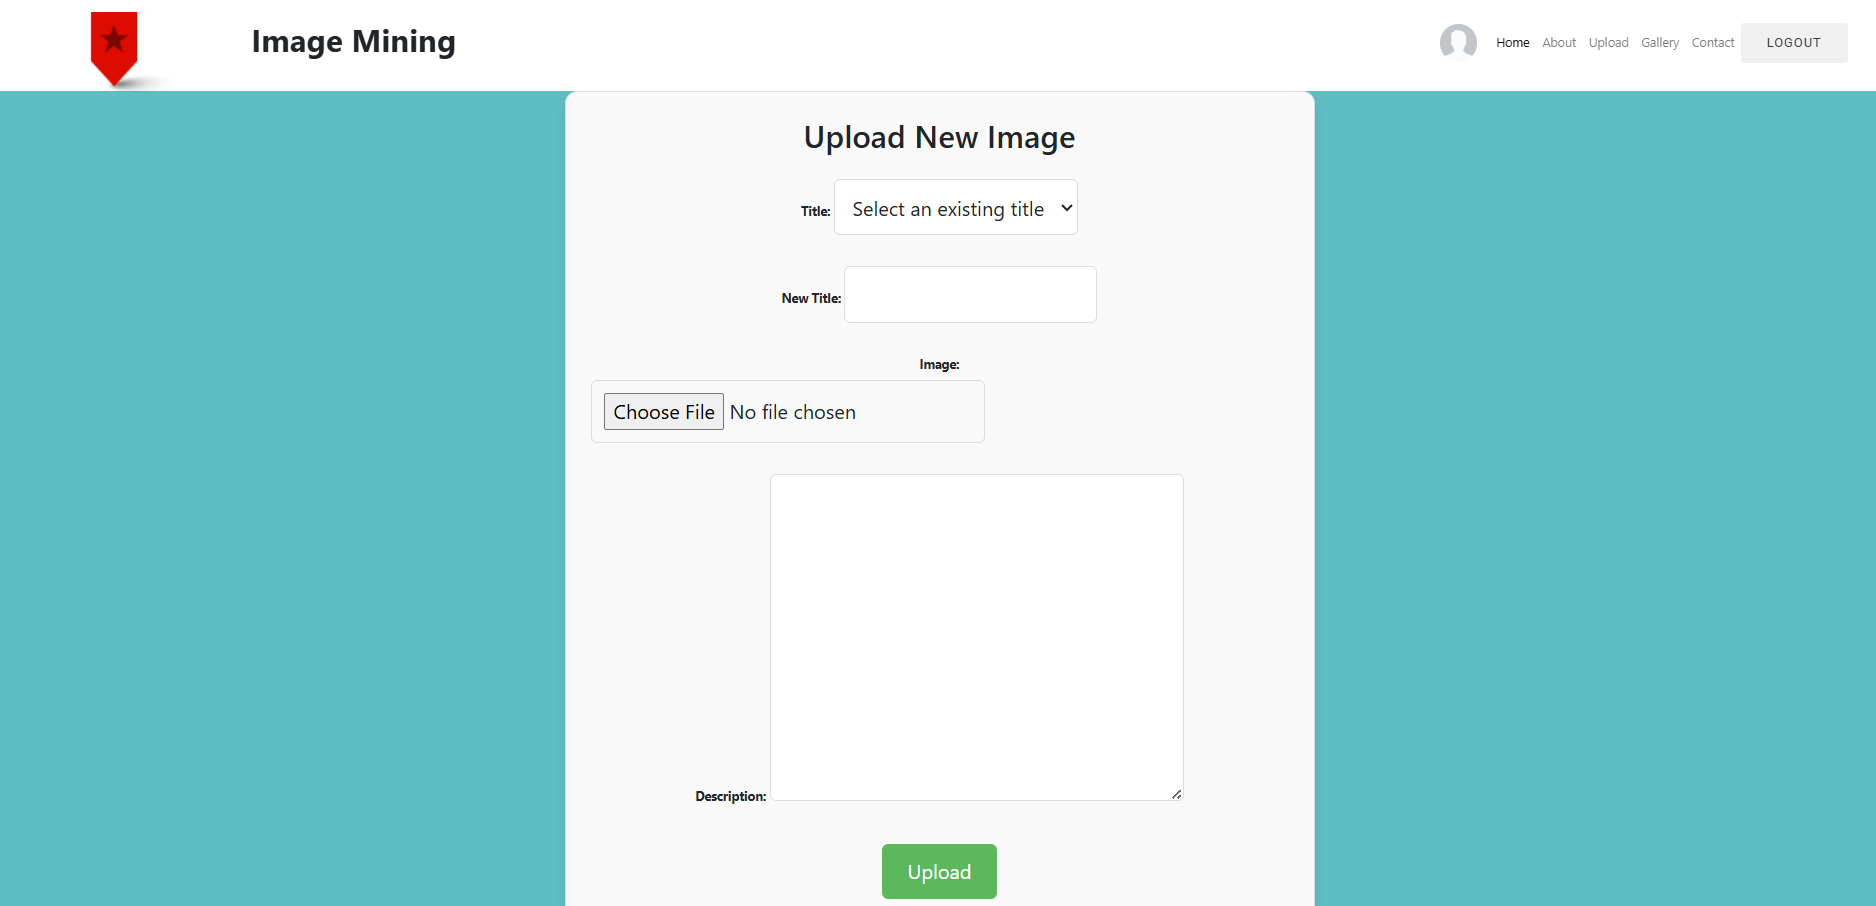 Image Mining
Home About Upload Gallery Contact LOGOUT
Upload New Image
Title: Select an existing title
New Title:
Image:
Choose File No file chosen
Description:
Upload